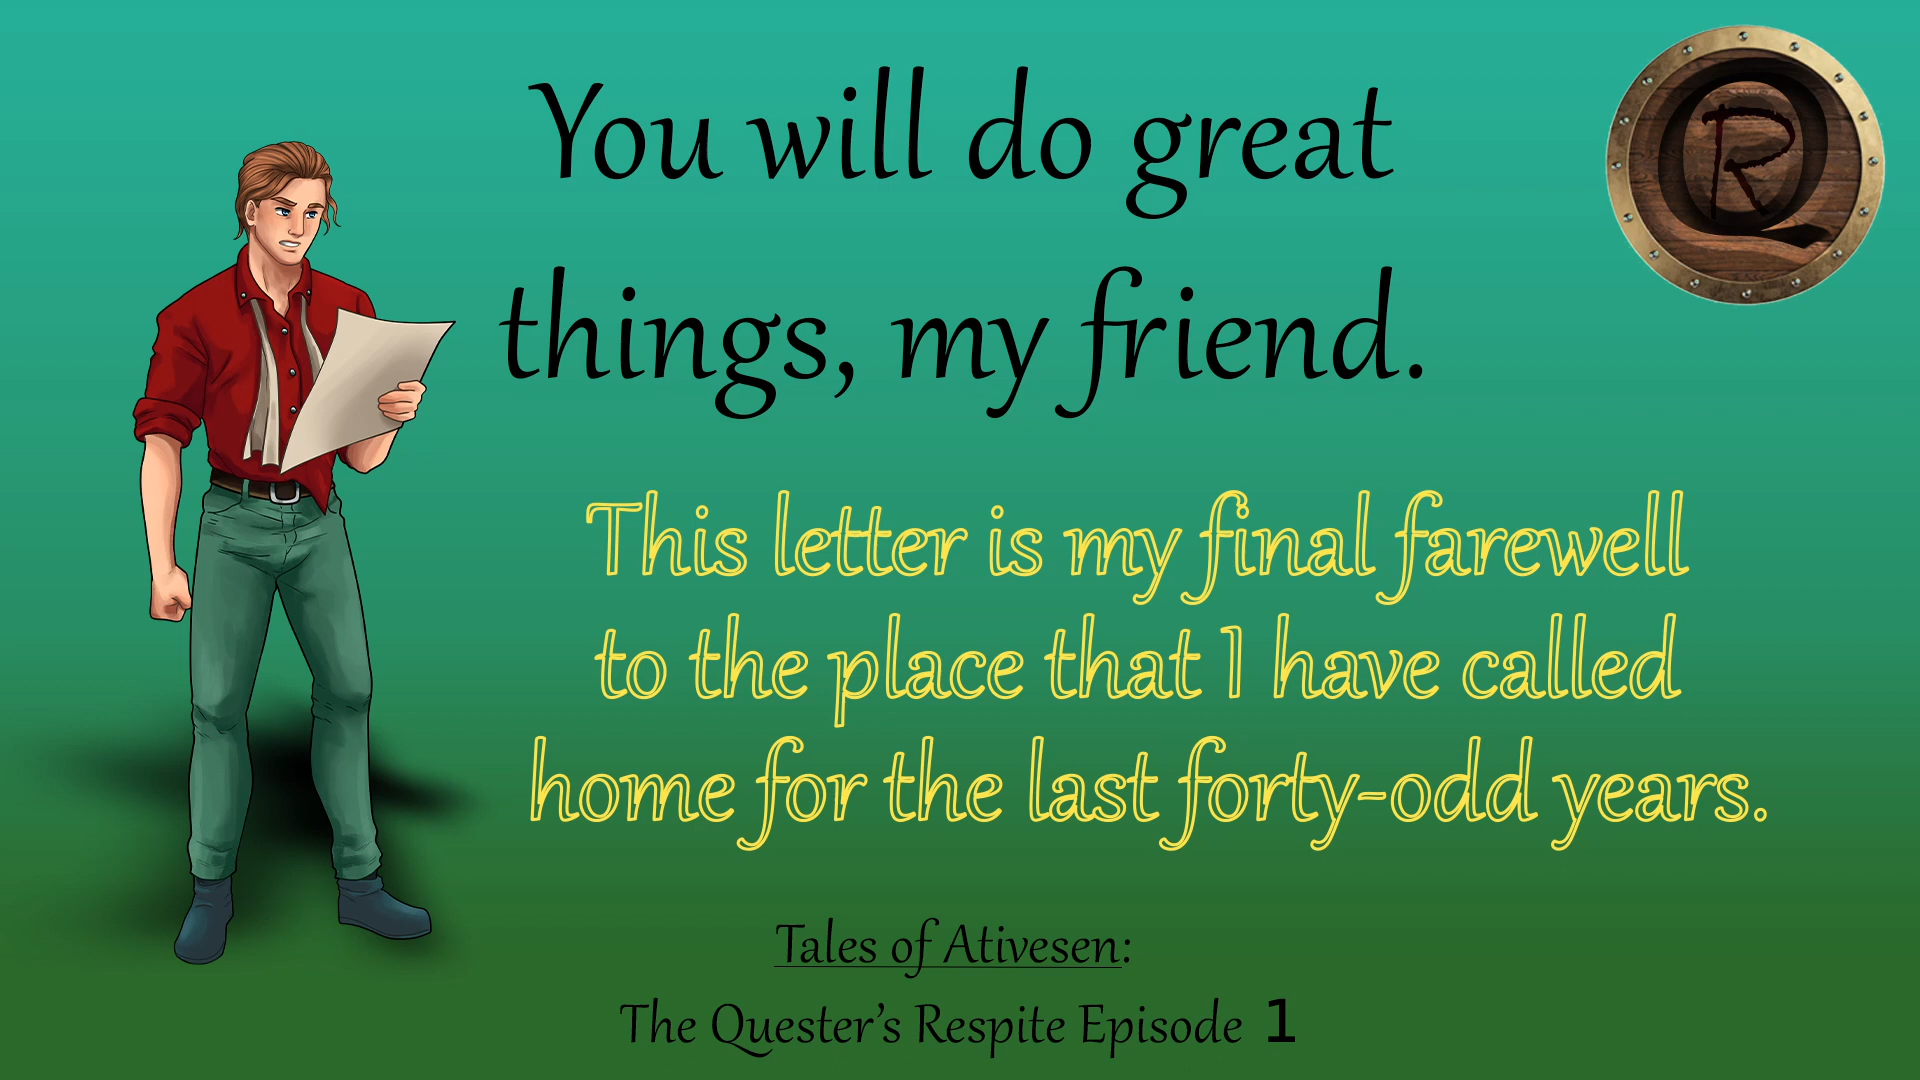 You will do great
things, my friend.
QR
This letter is my final farewell
to the place that I have called
home for the last forty-odd years.
Tales of Ativesen:
The Quester's Respite Episode 1